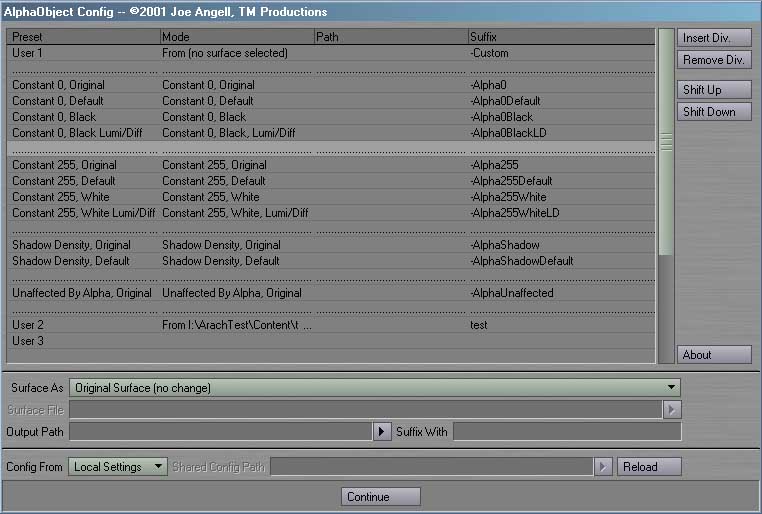 AlphaObject Config -- ©2001 Joe Angell, TM Productions
Preset Mode Path Suffix
User 1 From (no surface selected) -Custom
Constant 0, Original Constant 0, Original -Alpha0
Constant 0, Default Constant 0, Default -Alpha0Default
Constant 0, Black Constant 0, Black -Alpha0Black
Constant 0, Black Lumi/Diff Constant 0, Black, Lumi/Diff -Alpha0BlackLD
Constant 255, Original Constant 255, Original -Alpha255
Constant 255, Default Constant 255, Default -Alpha255Default
Constant 255, White Constant 255, White -Alpha255White
Constant 255, White Lumi/Diff Constant 255, White, Lumi/Diff -Alpha255WhiteLD
Shadow Density, Original Shadow Density, Original -AlphaShadow
Shadow Density, Default Shadow Density, Default -AlphaShadowDefault
Unaffected By Alpha, Original Unaffected By Alpha, Original -AlphaUnaffected
User 2 From I:\ArachTest\Content\t ... test
User 3
Insert Div.
Remove Div.
Shift Up
Shift Down
About
Surface As Original Surface (no change)
Surface File
Output Path Suffix With
Config From Local Settings Shared Config Path Reload
Continue